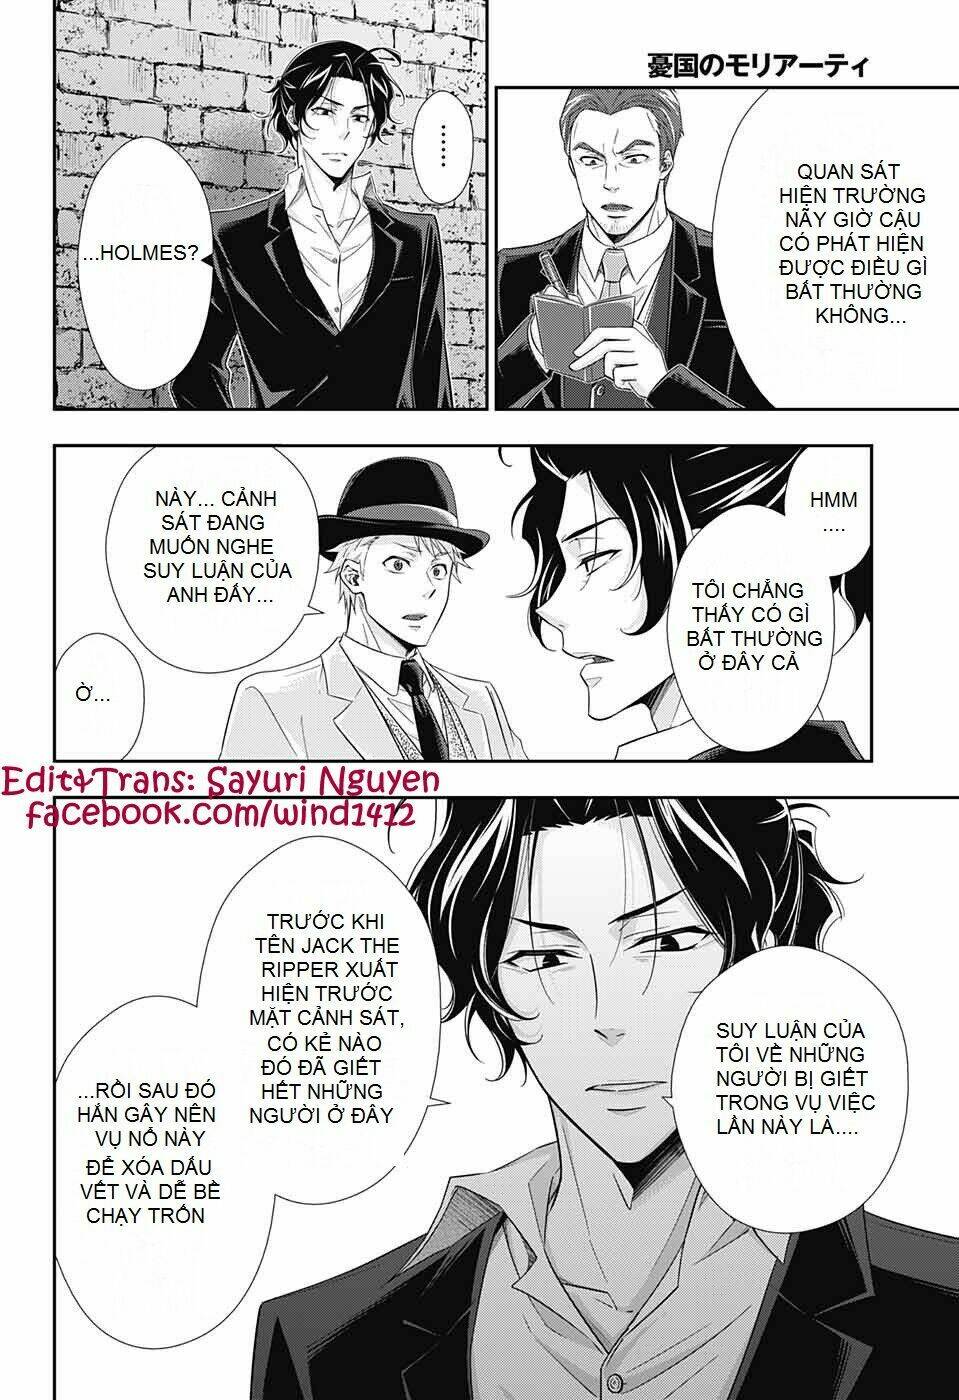 憂国のモリアーティ
QUAN SÁT
HIỆN TRƯỜNG
NÃY GIỜ CẬU
CÓ PHÁT HIỆN
ĐƯỢC ĐIỀU GÌ
BẤT THƯỜNG
KHÔNG...
......
...HOLMES?
HMM
....
TÔI CHẲNG
THẤY CÓ GÌ
BẤT THƯỜNG
Ở ĐÂY CẢ
NÀY... CẢNH
SÁT ĐANG
MUỐN NGHE
SUY LUẬN CỦA
ANH ĐẤY...
Ờ...
Edit&Trans: Sayuri Nguyen
facebook.com/wind1412
SUY LUẬN CỦA
TÔI VỀ NHỮNG
NGƯỜI BỊ GIẾT
TRONG VỤ VIỆC
LẦN NÀY LÀ....
TRƯỚC KHI
TÊN JACK THE
RIPPER XUẤT
HIỆN TRƯỚC
MẶT CẢNH SÁT,
CÓ KẺ NÀO
ĐÓ ĐÃ GIẾT
HẾT NHỮNG
NGƯỜI Ở ĐÂY
...RỒI SAU ĐÓ
HẮN GÂY NÊN
VỤ NỔ NÀY
ĐỂ XÓA DẤU
VẾT VÀ DỄ BỀ
CHẠY TRỐN